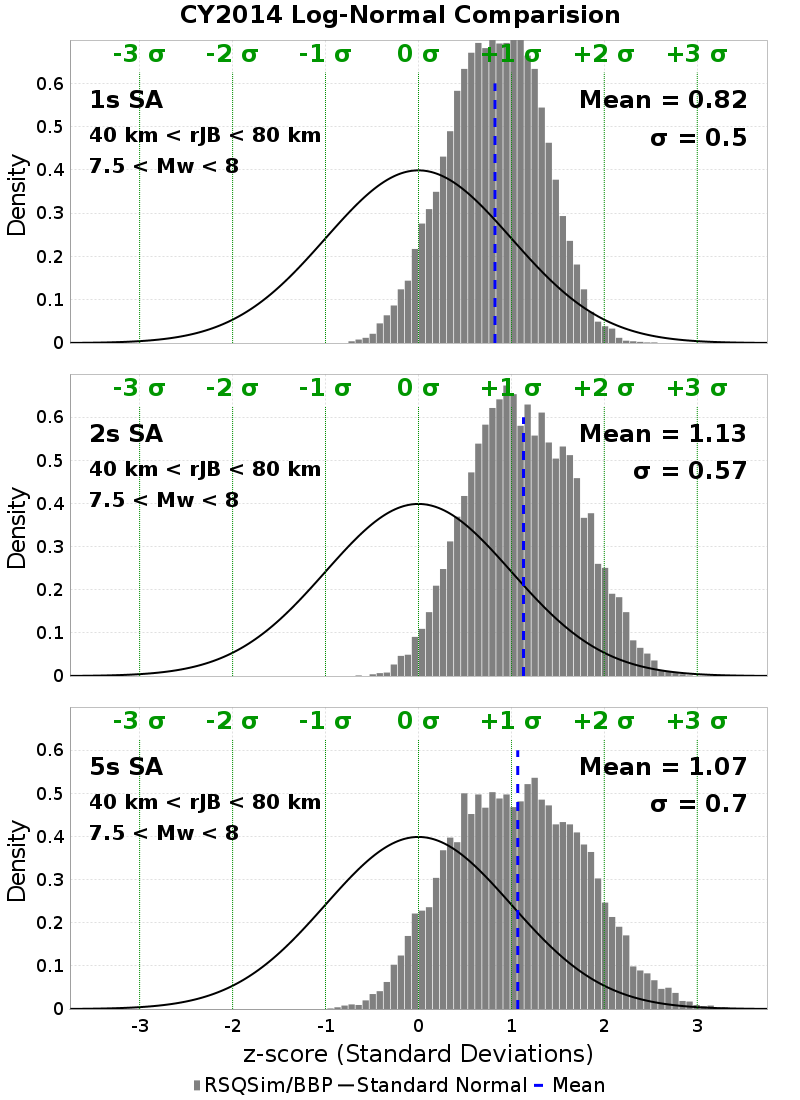 CY2014 Log-Normal Comparision
-3 σ -2 σ -1 σ 0 σ +1 σ +2 σ +3 σ
1s SA
40 km < rJB < 80 km
7.5 < Mw < 8
Mean = 0.82
σ = 0.5
Density
0.6
0.5
0.4
0.3
0.2
0.1
0
-3 σ -2 σ -1 σ 0 σ +1 σ +2 σ +3 σ
2s SA
40 km < rJB < 80 km
7.5 < Mw < 8
Mean = 1.13
σ = 0.57
Density
0.6
0.5
0.4
0.3
0.2
0.1
0
-3 σ -2 σ -1 σ 0 σ +1 σ +2 σ +3 σ
5s SA
40 km < rJB < 80 km
7.5 < Mw < 8
Mean = 1.07
σ = 0.7
Density
0.6
0.5
0.4
0.3
0.2
0.1
0
-3 -2 -1 0 1 2 3
z-score (Standard Deviations)
RSQSim/BBP Standard Normal Mean